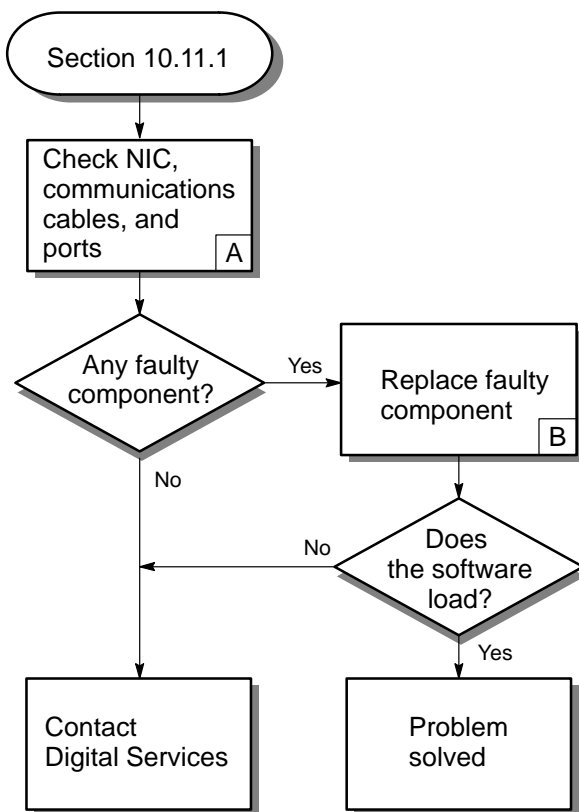 Section 10.11.1
Check NIC,
communications
cables, and
ports
A
Any faulty
component?
Yes
Replace faulty
component
B
No
No
Does
the software
load?
Yes
Contact
Digital Services
Problem
solved